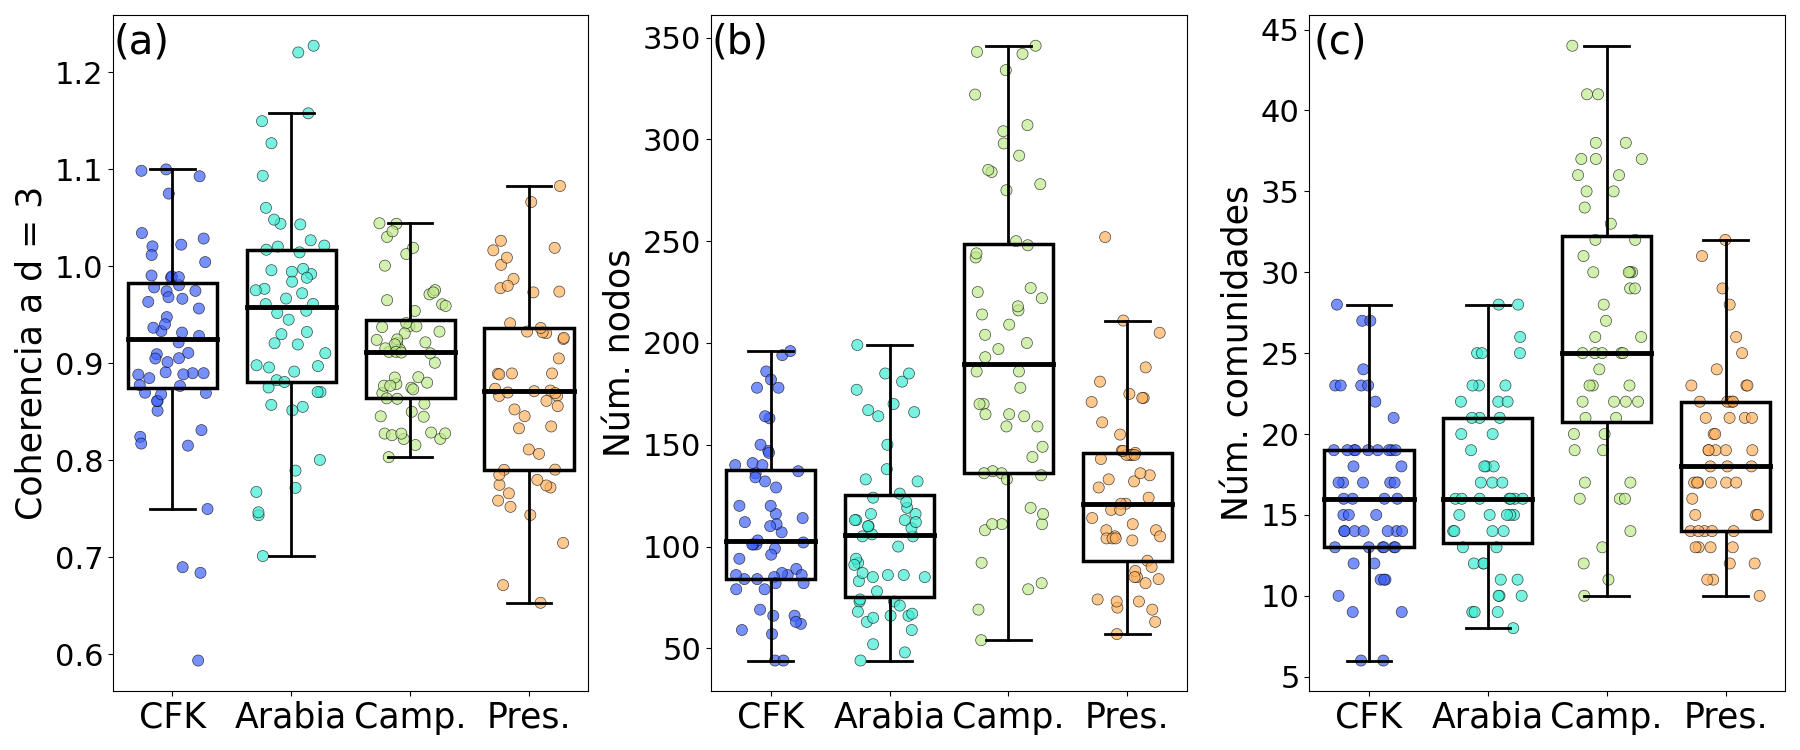 (a)
Coherencia a d = 3
1.2
1.1
1.0
0.9
0.8
0.7
0.6
CFK Arabia Camp. Pres.
(b)
Núm. nodos
350
300
250
200
150
100
50
CFK Arabia Camp. Pres.
(c)
Núm. comunidades
45
40
35
30
25
20
15
10
5
CFK Arabia Camp. Pres.